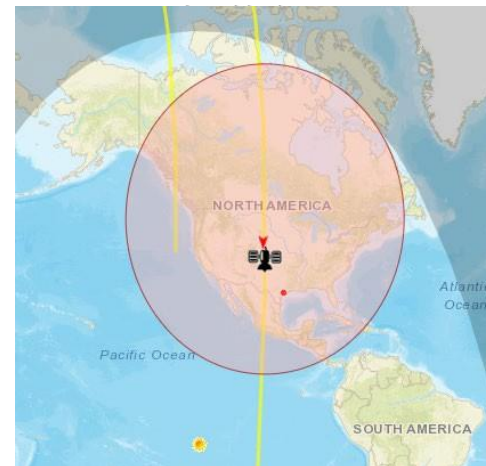 NORTH AMERICA
Atlantic
Ocean
Pacific Ocean
SOUTH AMERICA